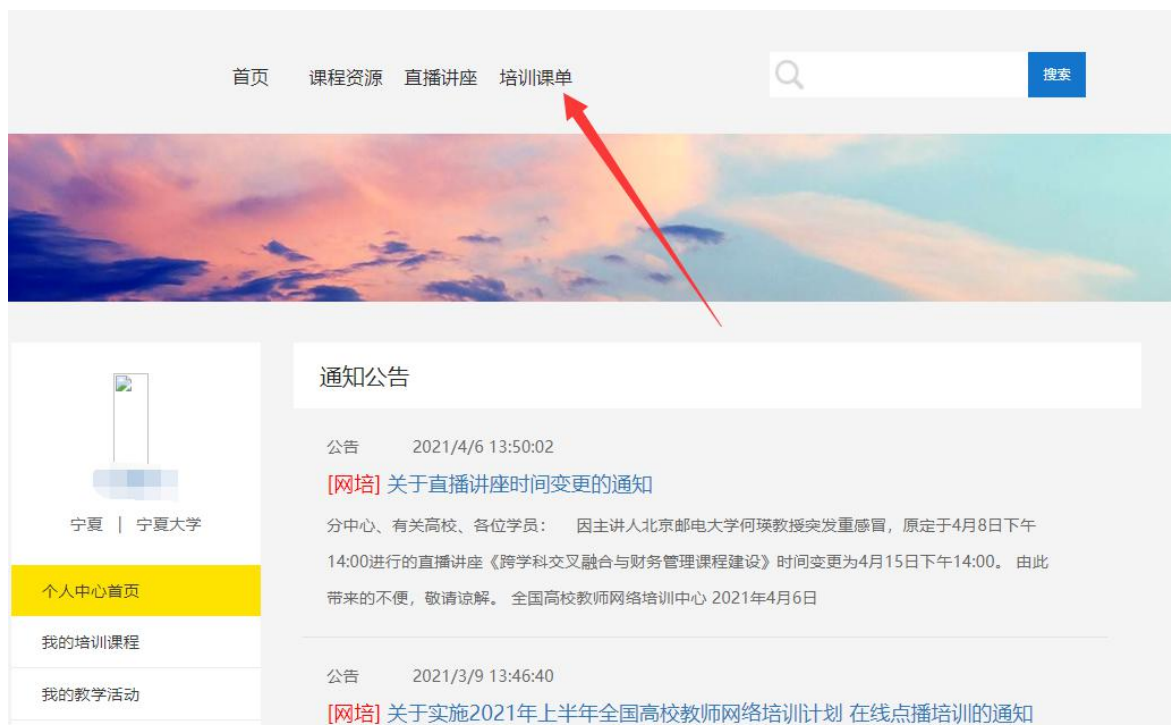 首页 课程资源 直播讲座 培训课单
搜索
通知公告
公告 2021/4/6 13:50:02
[网培] 关于直播讲座时间变更的通知
分中心、有关高校、各位学员： 因主讲人北京邮电大学何瑛教授突发重感冒，原定于4月8日下午
14:00进行的直播讲座《跨学科交叉融合与财务管理课程建设》时间变更为4月15日下午14:00。 由此
带来的不便，敬请谅解。 全国高校教师网络培训中心 2021年4月6日
公告 2021/3/9 13:46:40
[网培] 关于实施2021年上半年全国高校教师网络培训计划 在线点播培训的通知
宁夏 | 宁夏大学
个人中心首页
我的培训课程
我的教学活动